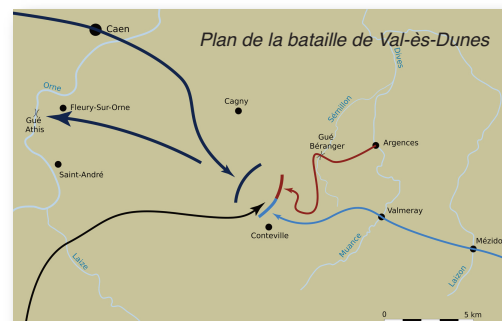 Plan de la bataille de Val-ès-Dunes
Caen
Dives
Orne
Fleury-Sur-Orne
Gué
Athis
Cagny
Sémillon
Gué
Béranger
Argences
Saint-André
Valmeray
Conteville
Muance
Mézido
Laize
Laizon
0
5 km